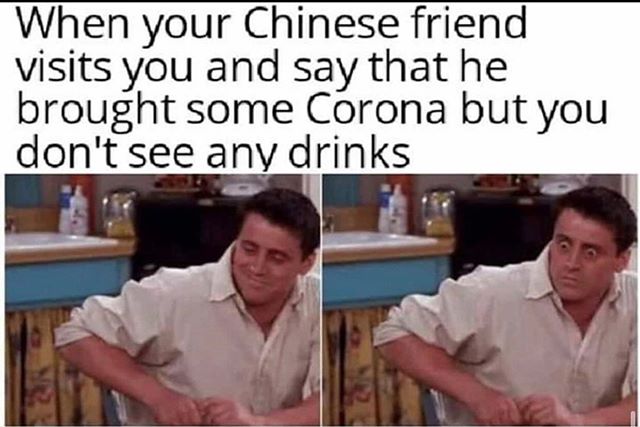 When your Chinese friend
visits you and say that he
brought some Corona but you
don't see any drinks